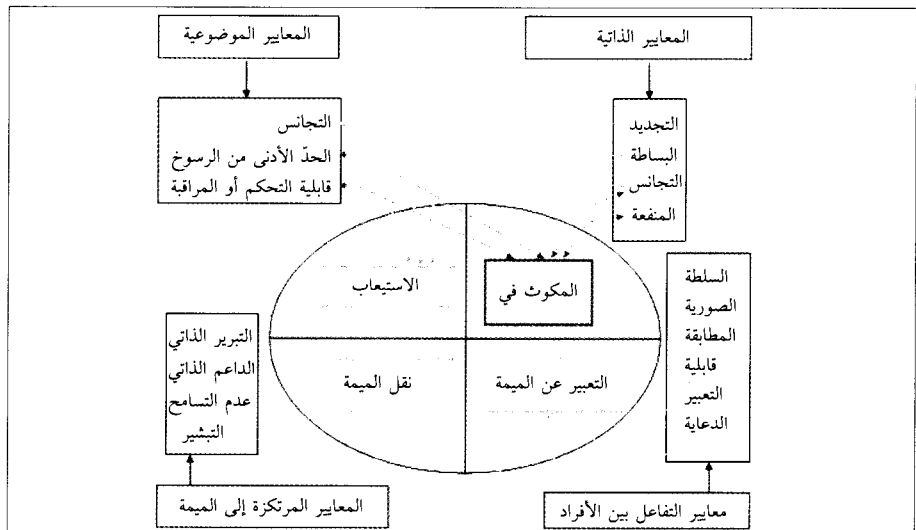 المعايير الذاتية
المعايير الموضوعية
التجديد
البساطة
التجانس
المنفعة
التجانس
الحدّ الأدنى من الرسوخ
قابلية التحكم أو المراقبة
المكوث في
الاستيعاب
التعبير عن الميمة
نقل الميمة
السلطة
الصورية
المطابقة
قابلية
التعبير
الدعاية
التبرير الذاتي
الداعم الذاتي
عدم التسامح
التبشير
معايير التفاعل بين الأفراد
المعايير المرتكزة إلى الميمة